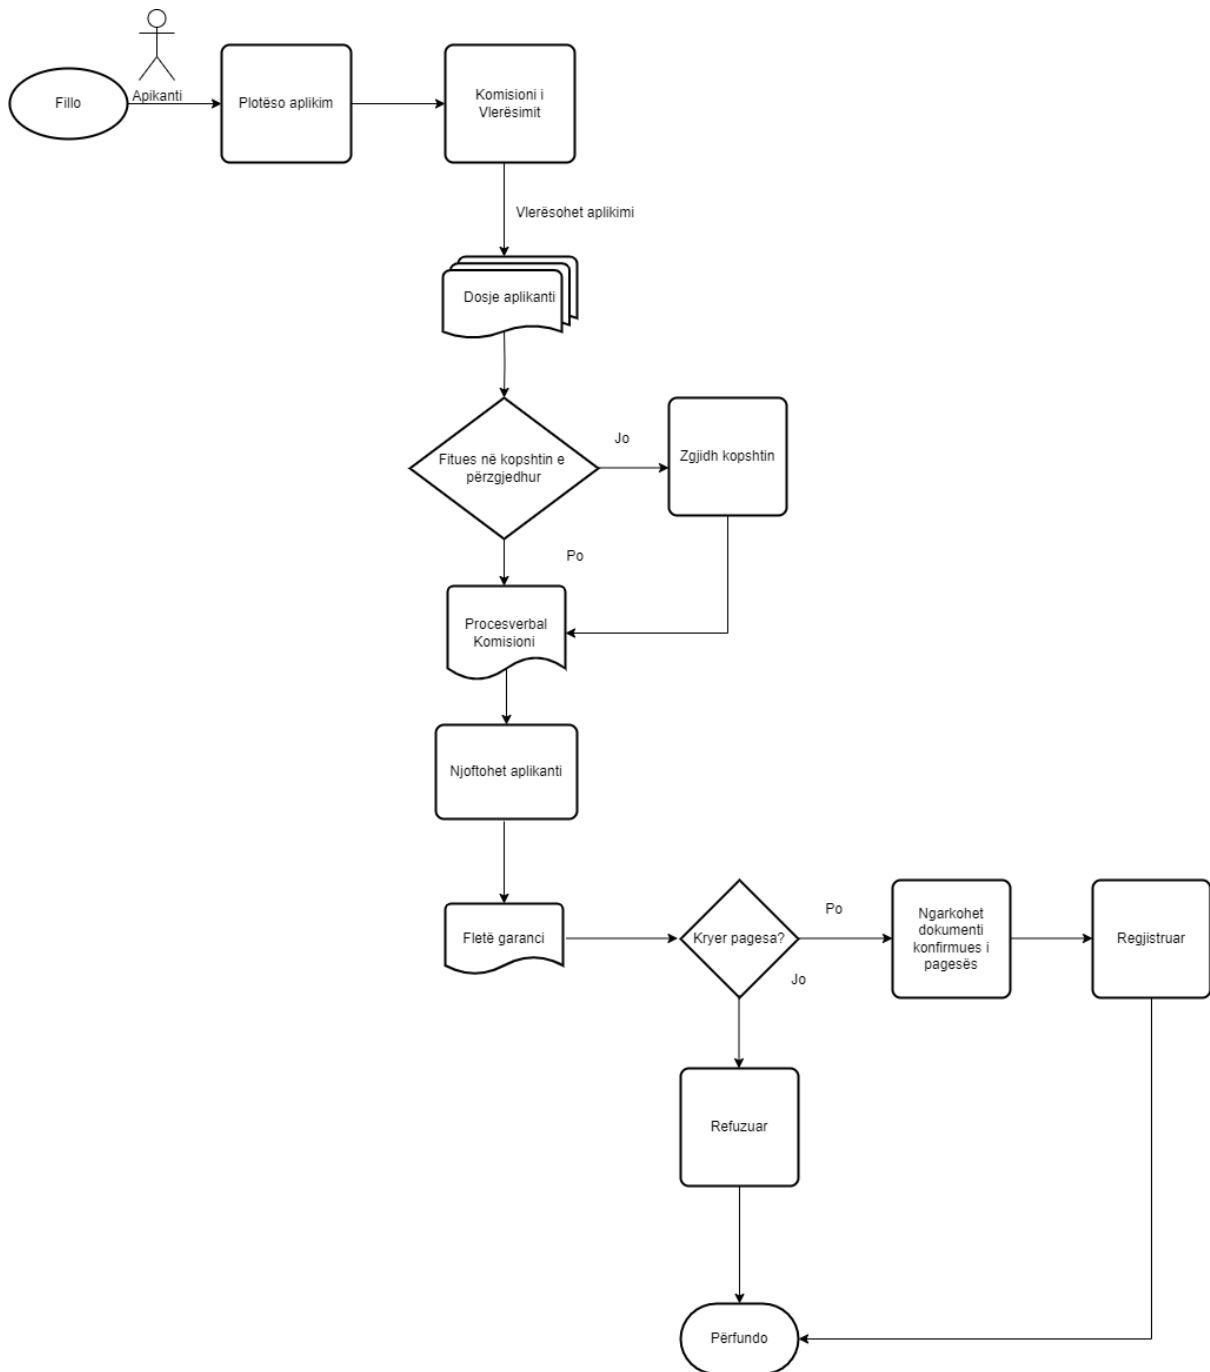 Fillo
Apikanti
Plotëso aplikim
Komisioni i
Vlerësimit
Vlerësohet aplikimi
Dosje aplikanti
Fitues në kopshtin e
përzgjedhur
Jo
Zgjidh kopshtin
Po
Procesverbal
Komisioni
Njoftohet aplikanti
Fletë garanci
Kryer pagesa?
Po
Jo
Ngarkohet
dokumenti
konfirmues i
pagesës
Regjistruar
Refuzuar
Përfundo